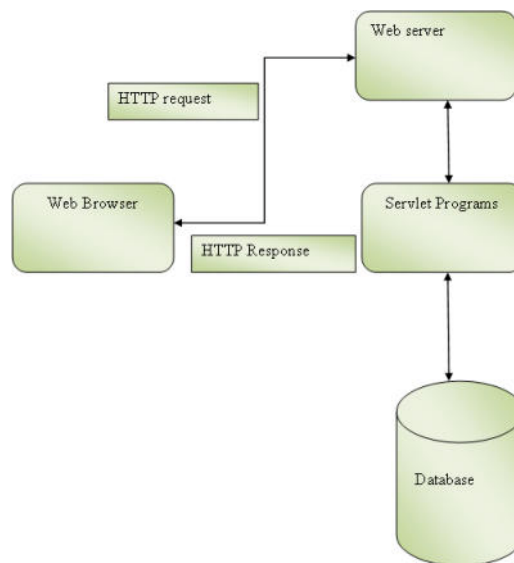 Web server
HTTP request
Web Browser
Servlet Programs
HTTP Response
Database